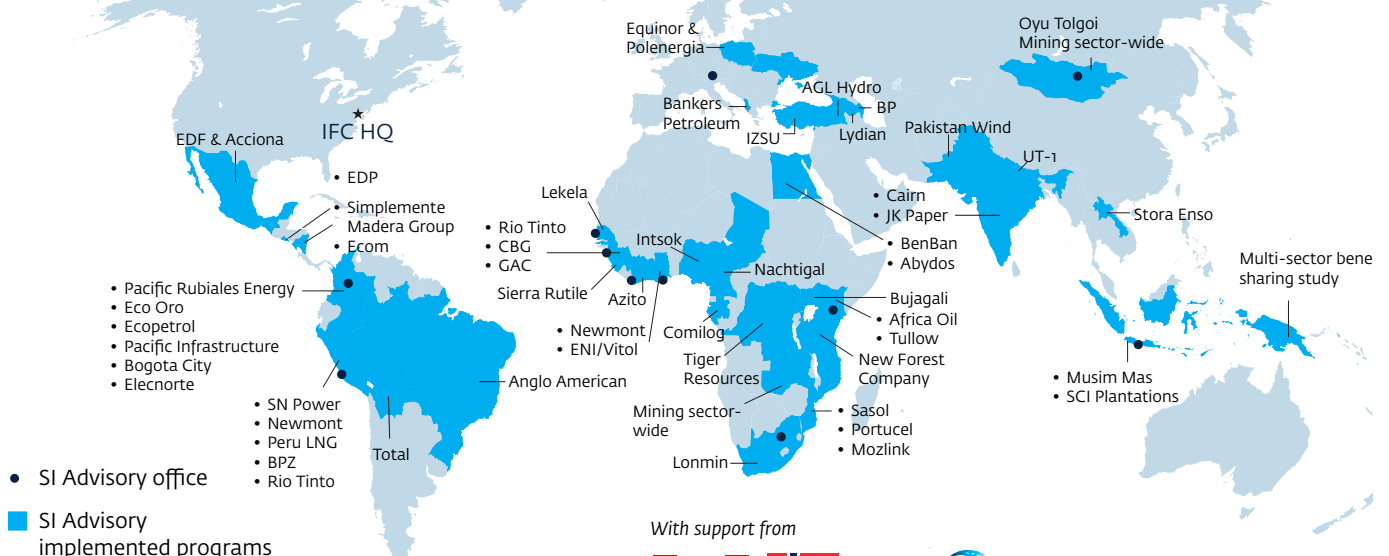 Equinor &
Polenergia
Oyu Tolgoi
Mining sector-wide
AGL Hydro
BP
Bankers
Petroleum
IZSU
Lydian
Pakistan Wind
UT-1
IFC HQ
EDF & Acciona
• EDP
• Simplemente
Madera Group
• Ecom
Lekela
• Rio Tinto
• CBG
• GAC
Intsok
Nachtigal
Sierra Rutile
Azito
• Newmont
• ENI/Vitol
Comilog
Tiger
Resources
• Cairn
• JK Paper
• BenBan
• Abydos
Stora Enso
Multi-sector bene
sharing study
Bujagali
• Africa Oil
• Tullow
New Forest
Company
• Pacific Rubiales Energy
• Eco Oro
• Ecopetrol
• Pacific Infrastructure
• Bogota City
• Elecnorte
Anglo American
• SN Power
• Newmont
• Peru LNG
• BPZ
• Rio Tinto
Total
Mining sector-
wide
Lonmin
• Sasol
• Portucel
• Mozlink
• Musim Mas
• SCI Plantations
SI Advisory office
SI Advisory
implemented programs
With support from